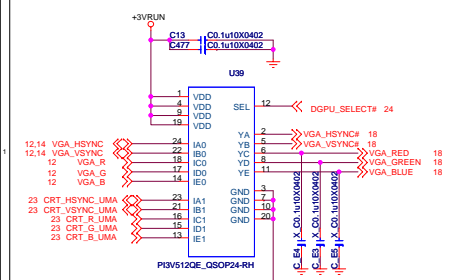 +3VRUN
C13 C0.1u10X0402
C477 C0.1u10X0402
U39
1 VDD
4 VDD
9 VDD
19 VDD
SEL 12 DGPU_SELECT# 24
YA 2 VGA_HSYNC# 18
YB 5 VGA_VSYNC# 18
YC 6 VGA_RED 18
YD 8 VGA_GREEN 18
YE 11 VGA_BLUE 18
12,14 VGA_HSYNC 24 IA0
12,14 VGA_VSYNC 22 IB0
12 VGA_R 18 IC0
12 VGA_G 17 ID0
12 VGA_B 14 IE0
23 CRT_HSYNC_UMA 23 IA1
23 CRT_VSYNC_UMA 21 IB1
23 CRT_R_UMA 16 IC1
23 CRT_G_UMA 15 ID1
23 CRT_B_UMA 13 IE1
GND 3
GND 7
GND 10
GND 20
C_E4 X_C0.1u10X0402
C_E3 X_C0.1u10X0402
C_E5 X_C0.1u10X0402
PI3V512QE_QSOP24-RH
1